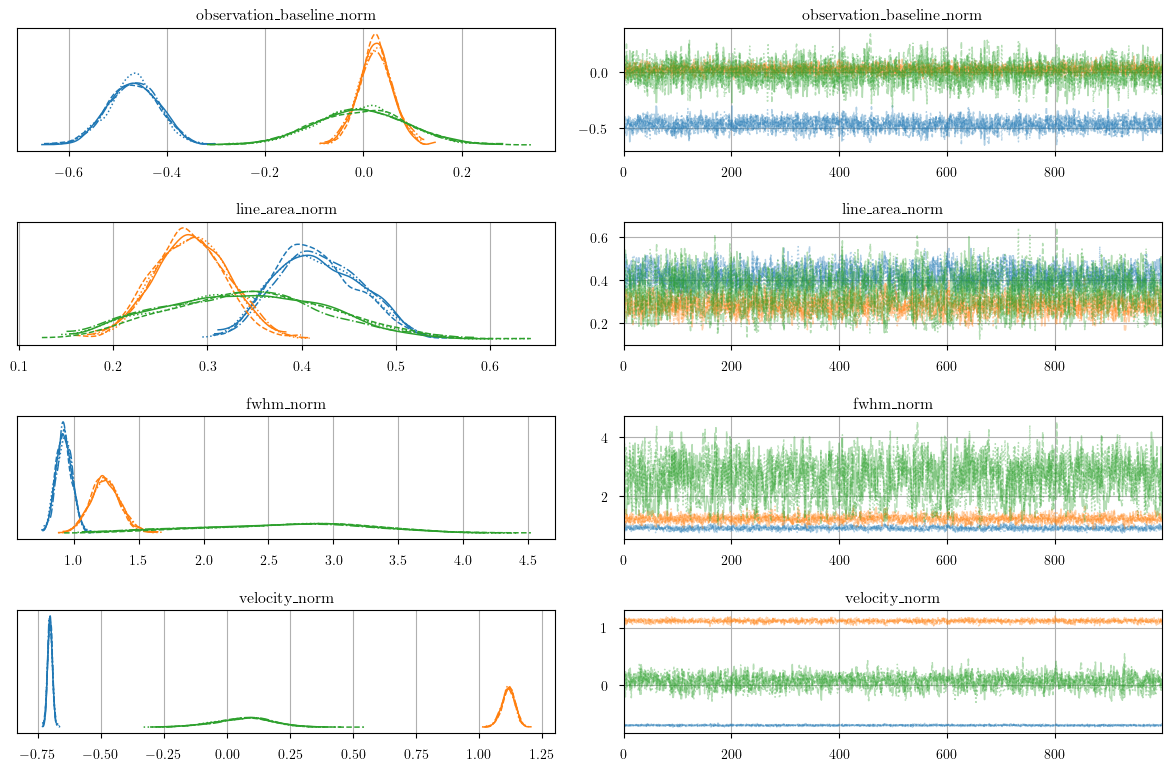 observation_baseline_norm
observation_baseline_norm
0.0
−0.5
−0.6 −0.4 −0.2 0.0 0.2
0 200 400 600 800
line_area_norm
line_area_norm
0.6
0.4
0.2
0.1 0.2 0.3 0.4 0.5 0.6
0 200 400 600 800
fwhm_norm
fwhm_norm
4
2
1.0 1.5 2.0 2.5 3.0 3.5 4.0 4.5
0 200 400 600 800
velocity_norm
velocity_norm
1
0
−0.75 −0.50 −0.25 0.00 0.25 0.50 0.75 1.00 1.25
0 200 400 600 800